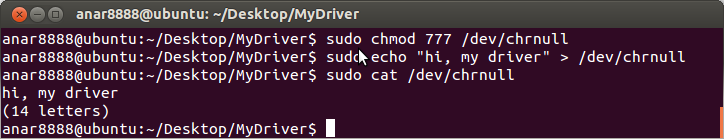 anar8888@ubuntu: ~/Desktop/MyDriver
anar8888@ubuntu:~/Desktop/MyDriver$ sudo chmod 777 /dev/chrnull
anar8888@ubuntu:~/Desktop/MyDriver$ sudo echo "hi, my driver" > /dev/chrnull
anar8888@ubuntu:~/Desktop/MyDriver$ sudo cat /dev/chrnull
hi, my driver
(14 letters)
anar8888@ubuntu:~/Desktop/MyDriver$